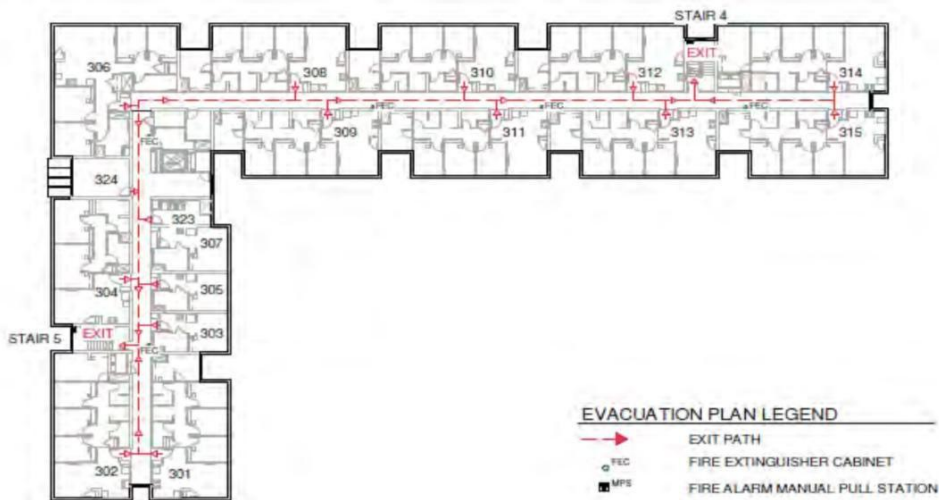 STAIR 4
EXIT
306
308
310
312
314
FEC
FEC
FEC
309
311
313
315
FEC
324
323
307
304
305
303
STAIR 5
EXIT
FEC
302
301
EVACUATION PLAN LEGEND
EXIT PATH
FEC
FIRE EXTINGUISHER CABINET
MPS
FIRE ALARM MANUAL PULL STATION